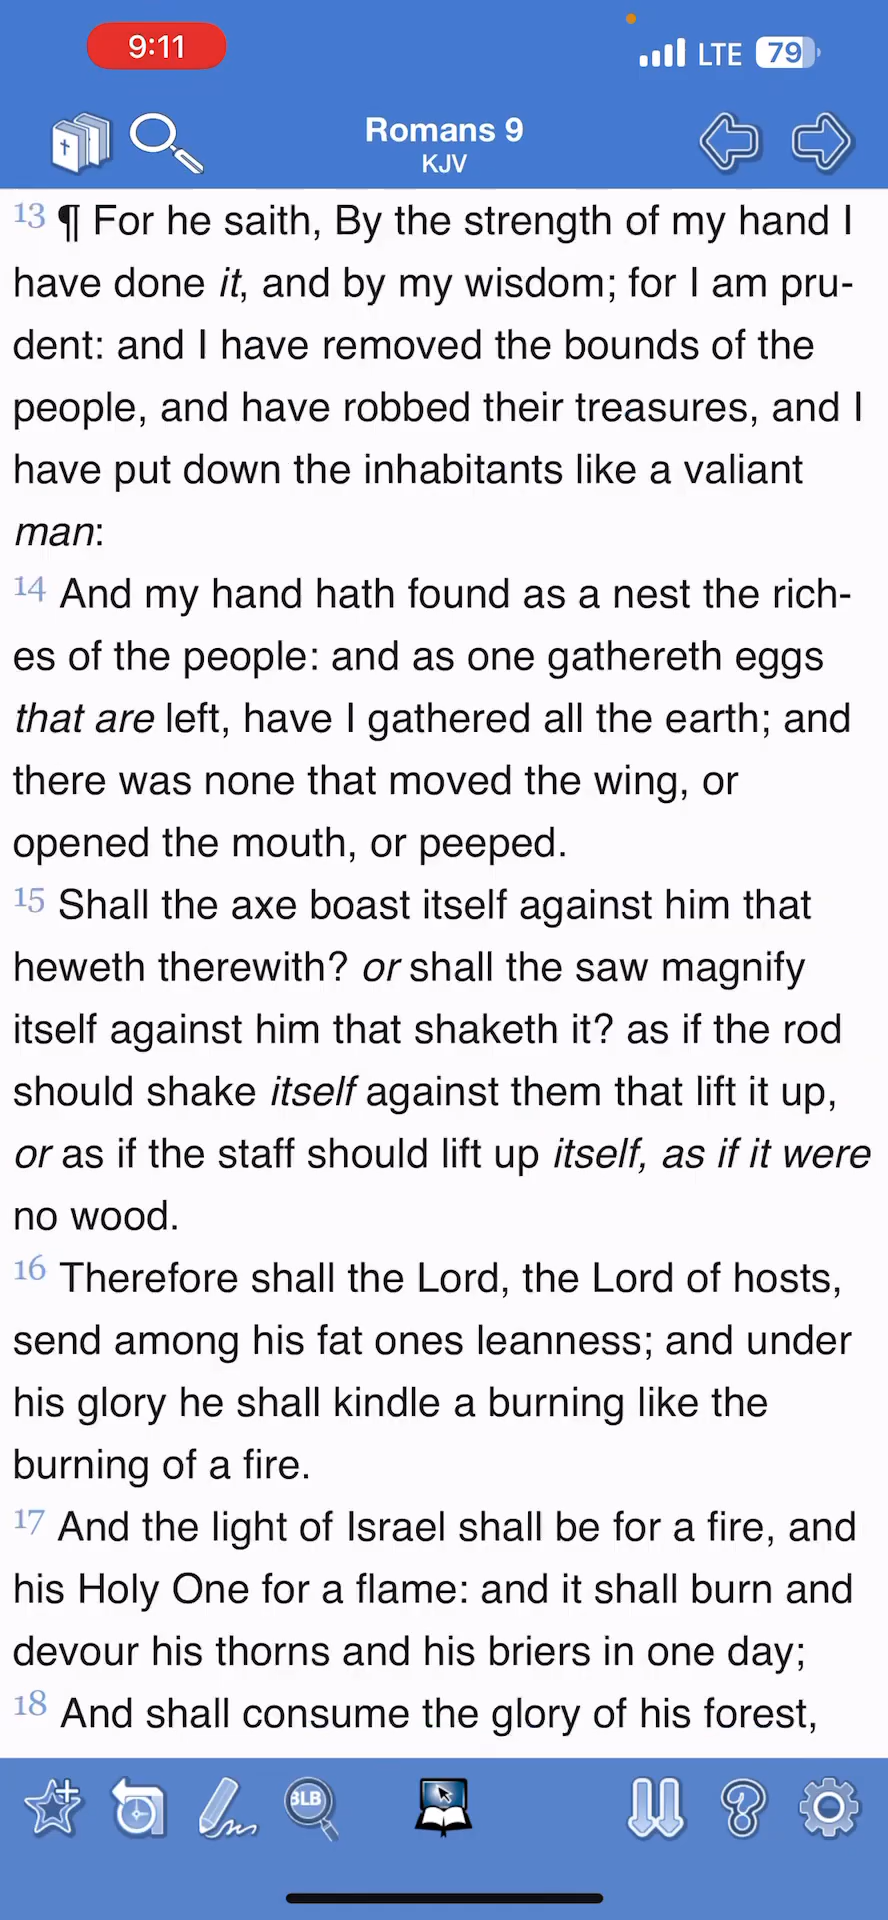 9:11
LTE 79
Romans 9
KJV
13 ¶ For he saith, By the strength of my hand I
have done it, and by my wisdom; for I am pru-
dent: and I have removed the bounds of the
people, and have robbed their treasures, and I
have put down the inhabitants like a valiant
man:
14 And my hand hath found as a nest the rich-
es of the people: and as one gathereth eggs
that are left, have I gathered all the earth; and
there was none that moved the wing, or
opened the mouth, or peeped.
15 Shall the axe boast itself against him that
heweth therewith? or shall the saw magnify
itself against him that shaketh it? as if the rod
should shake itself against them that lift it up,
or as if the staff should lift up itself, as if it were
no wood.
16 Therefore shall the Lord, the Lord of hosts,
send among his fat ones leanness; and under
his glory he shall kindle a burning like the
burning of a fire.
17 And the light of Israel shall be for a fire, and
his Holy One for a flame: and it shall burn and
devour his thorns and his briers in one day;
18 And shall consume the glory of his forest,
BLB